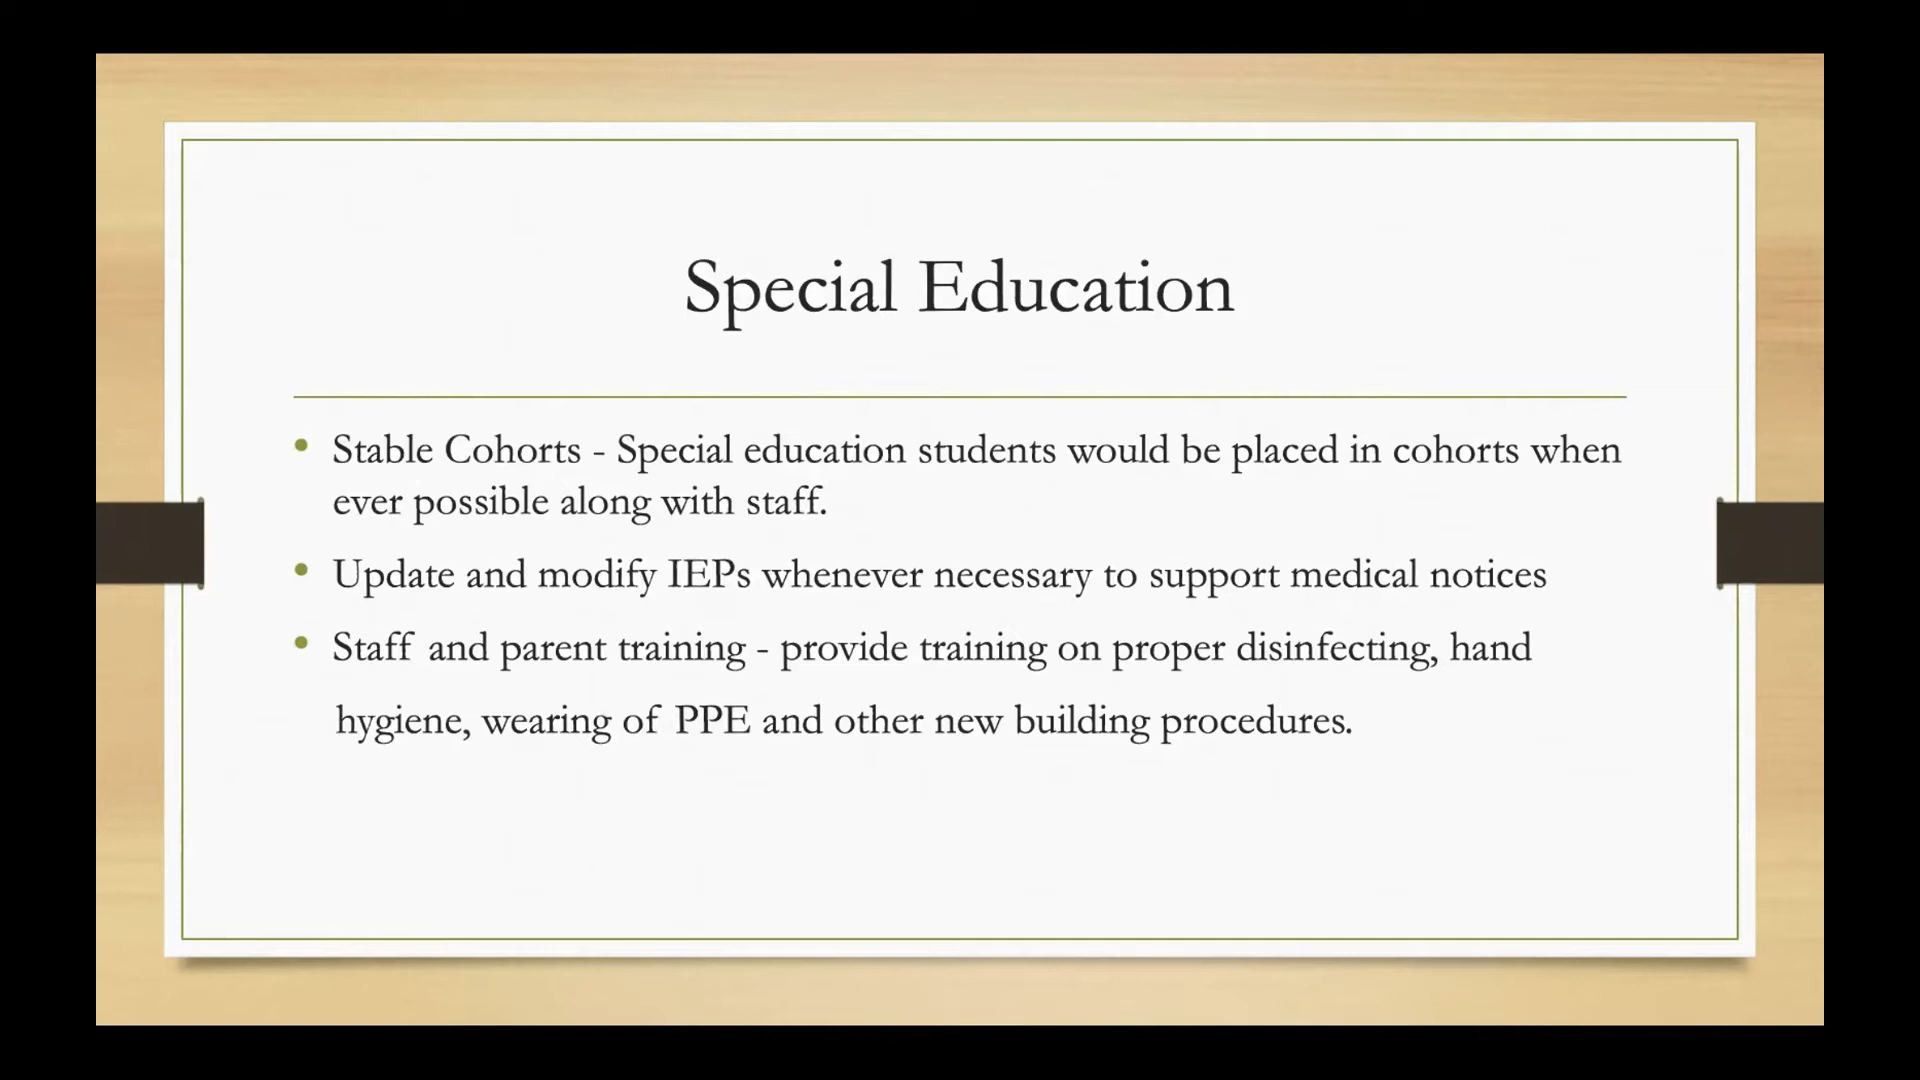 Special Education
• Stable Cohorts - Special education students would be placed in cohorts when
ever possible along with staff.
• Update and modify IEPs whenever necessary to support medical notices
• Staff and parent training - provide training on proper disinfecting, hand
hygiene, wearing of PPE and other new building procedures.